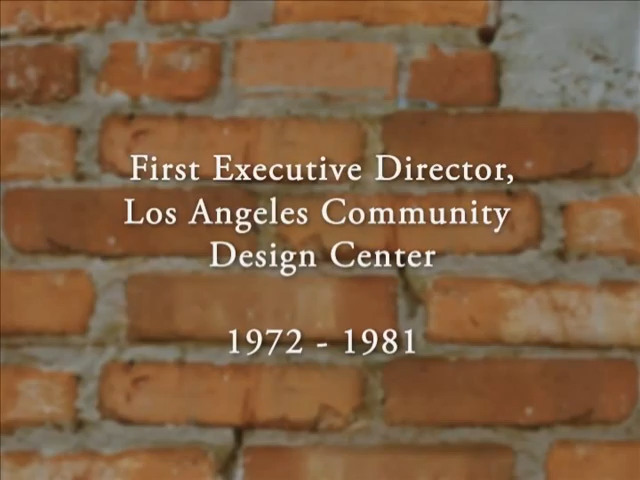 First Executive Director,
Los Angeles Community
Design Center
1972 - 1981